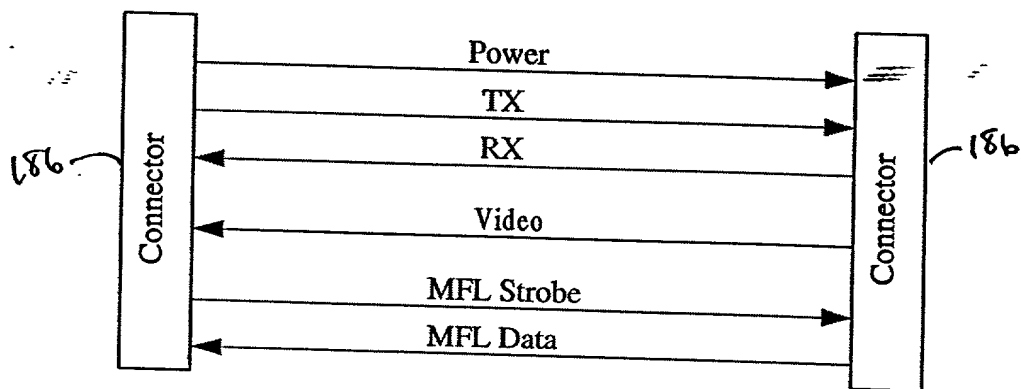 Power
TX
RX
Video
MFL Strobe
MFL Data
Connector
Connector
186
186